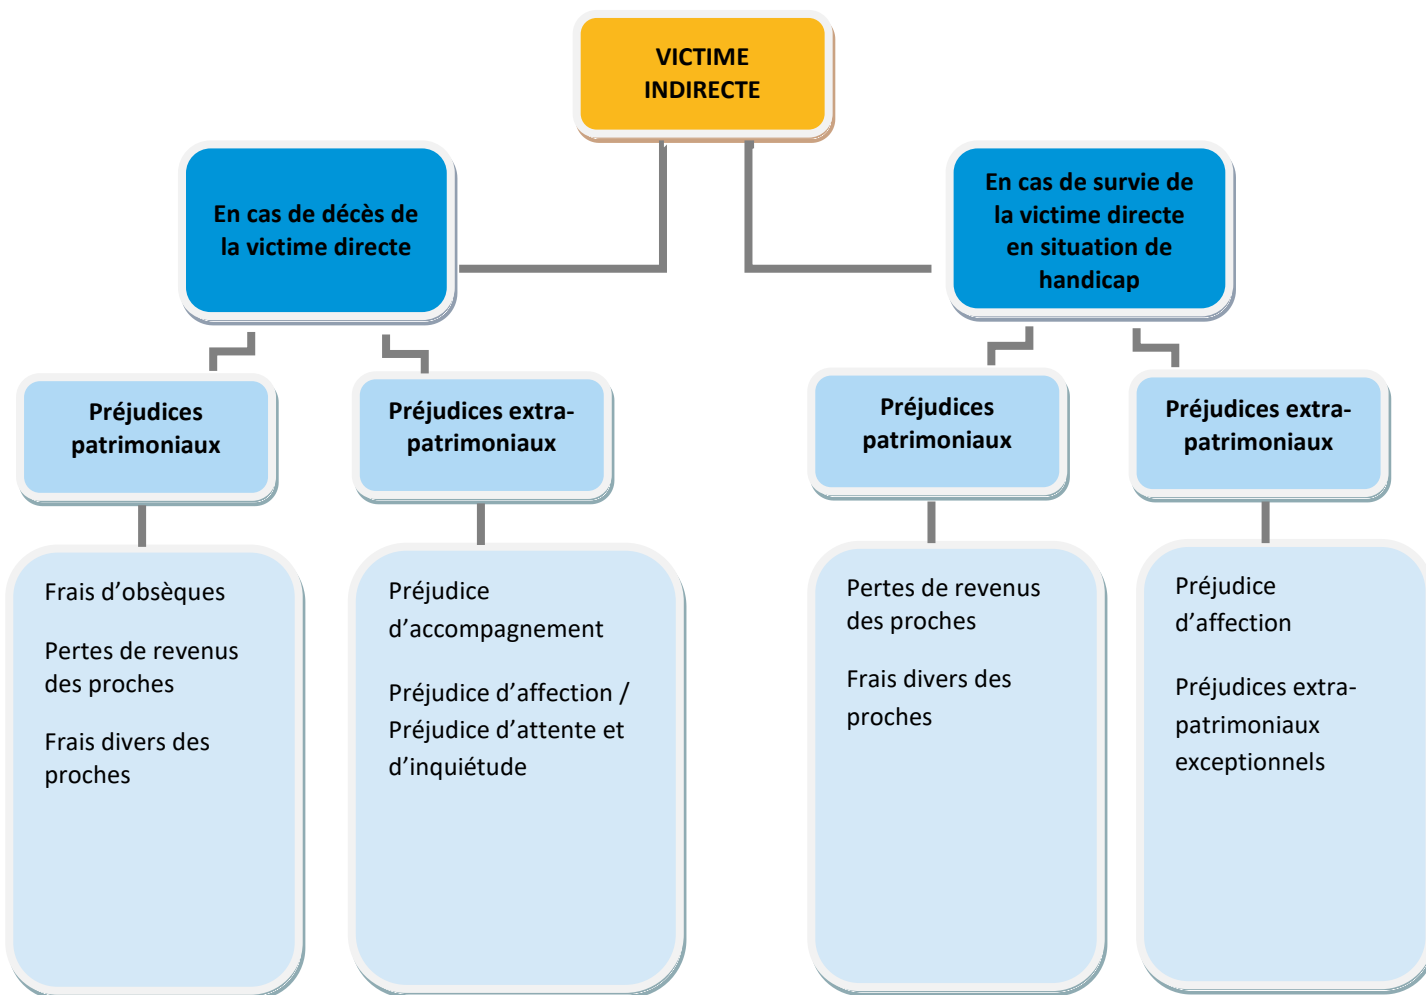 VICTIME
INDIRECTE
En cas de décès de
la victime directe
En cas de survie de
la victime directe
en situation de
handicap
Préjudices
patrimoniaux
Préjudices extra-
patrimoniaux
Préjudices
patrimoniaux
Préjudices extra-
patrimoniaux
Frais d’obsèques
Pertes de revenus
des proches
Frais divers des
proches
Préjudice
d’accompagnement
Préjudice d’affection /
Préjudice d’attente et
d’inquiétude
Pertes de revenus
des proches
Frais divers des
proches
Préjudice
d’affection
Préjudices extra-
patrimoniaux
exceptionnels